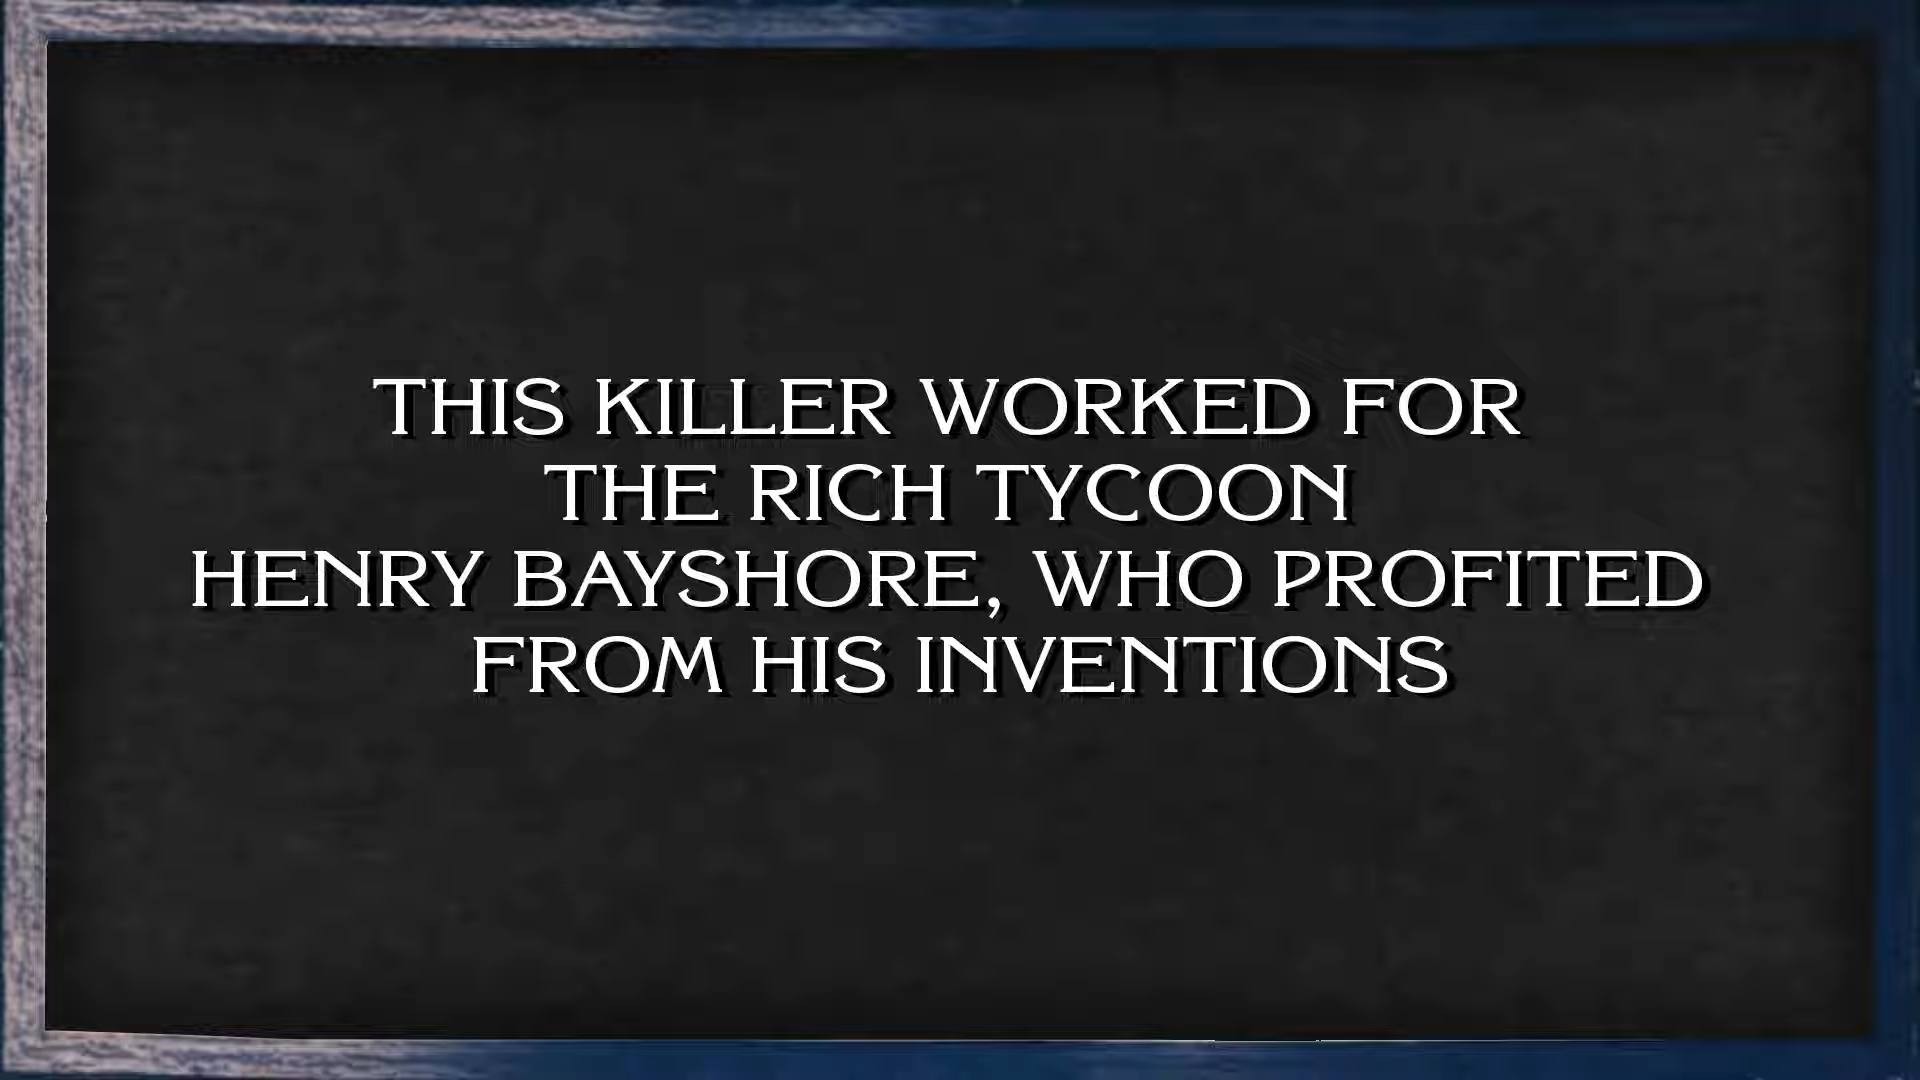 THIS KILLER WORKED FOR
THE RICH TYCOON
HENRY BAYSHORE, WHO PROFITED
FROM HIS INVENTIONS